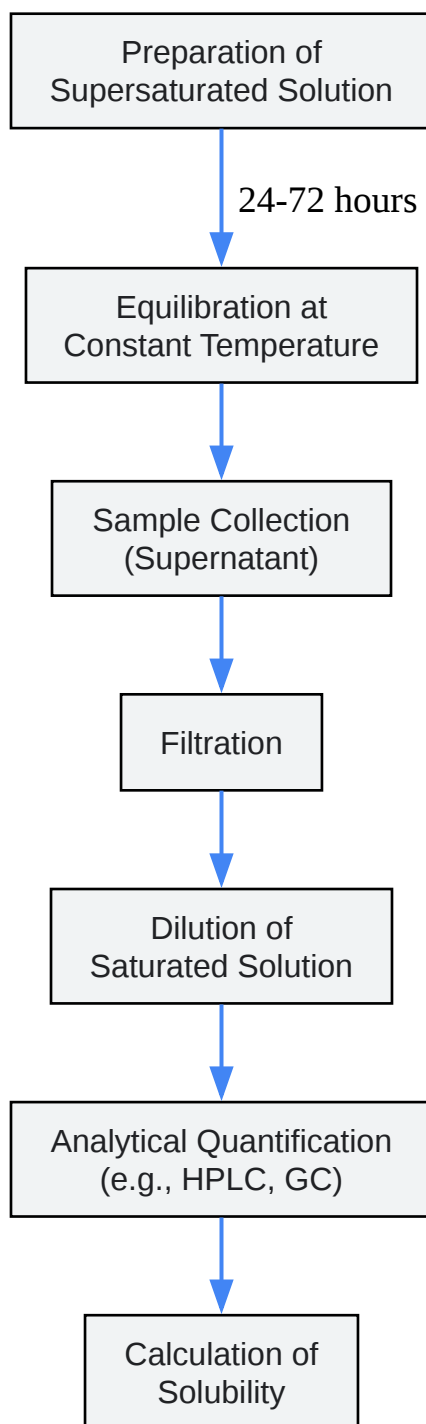 Preparation of
Supersaturated Solution
24-72 hours
Equilibration at
Constant Temperature
Sample Collection
(Supernatant)
Filtration
Dilution of
Saturated Solution
Analytical Quantification
(e.g., HPLC, GC)
Calculation of
Solubility